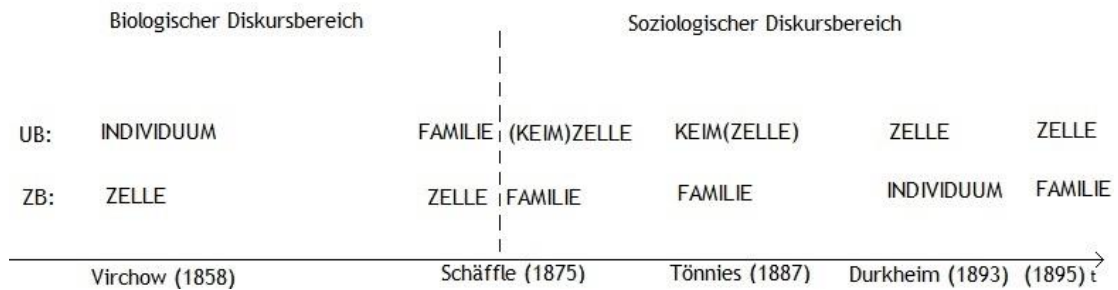 Biologischer Diskursbereich Soziologischer Diskursbereich
UB: INDIVIDUUM FAMILIE (KEIM)ZELLE KEIM(ZELLE) ZELLE ZELLE
ZB: ZELLE ZELLE FAMILIE FAMILIE INDIVIDUUM FAMILIE
Virchow (1858) Schäffle (1875) Tönnies (1887) Durkheim (1893) (1895) t